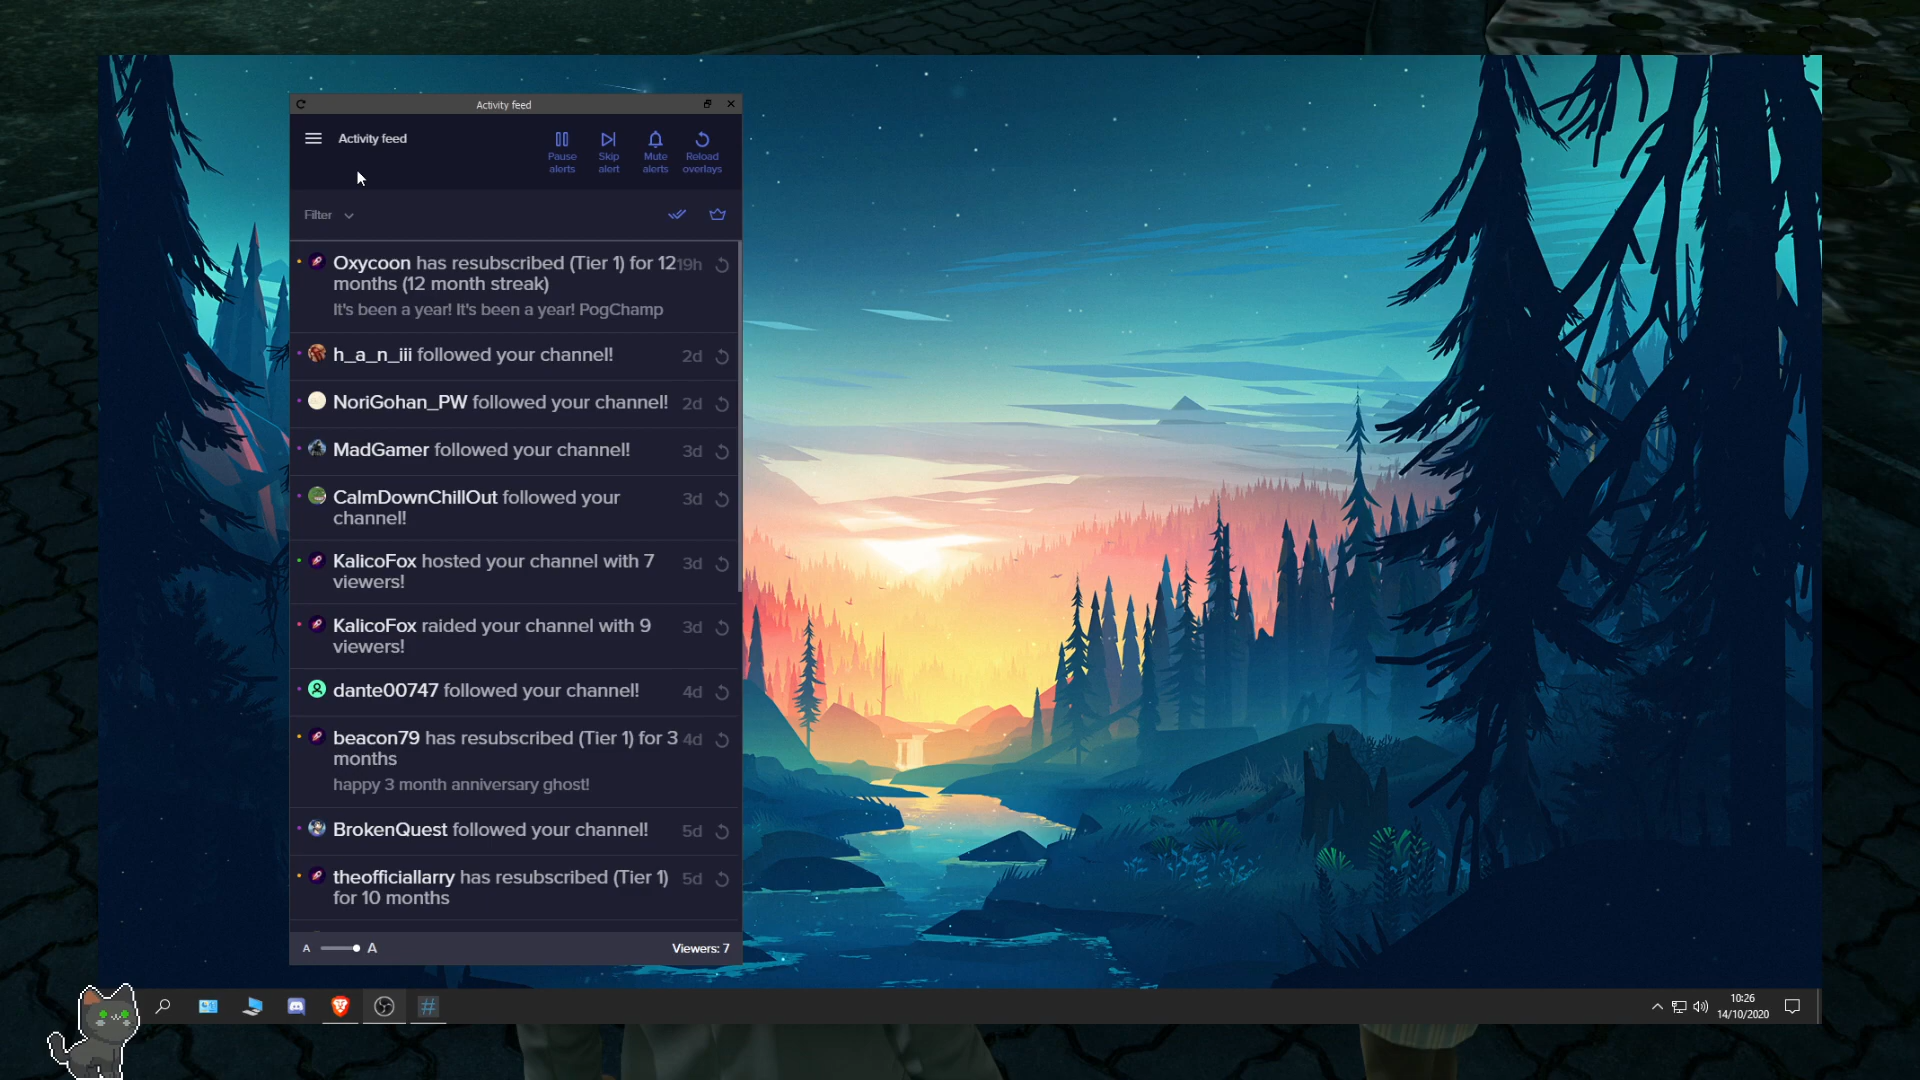 Activity feed
Activity feed
Pause alerts
Skip alert
Mute alerts
Reload overlays
Filter
Oxycoon has resubscribed (Tier 1) for 12 19h
months (12 month streak)
It's been a year! It's been a year! PogChamp
h_a_n_iii followed your channel! 2d
NoriGohan_PW followed your channel! 2d
MadGamer followed your channel! 3d
CalmDownChillOut followed your 3d
channel!
KalicoFox hosted your channel with 7 3d
viewers!
KalicoFox raided your channel with 9 3d
viewers!
dante00747 followed your channel! 4d
beacon79 has resubscribed (Tier 1) for 3 4d
months
happy 3 month anniversary ghost!
BrokenQuest followed your channel! 5d
theofficiallarry has resubscribed (Tier 1) 5d
for 10 months
A A Viewers: 7
10:26
14/10/2020